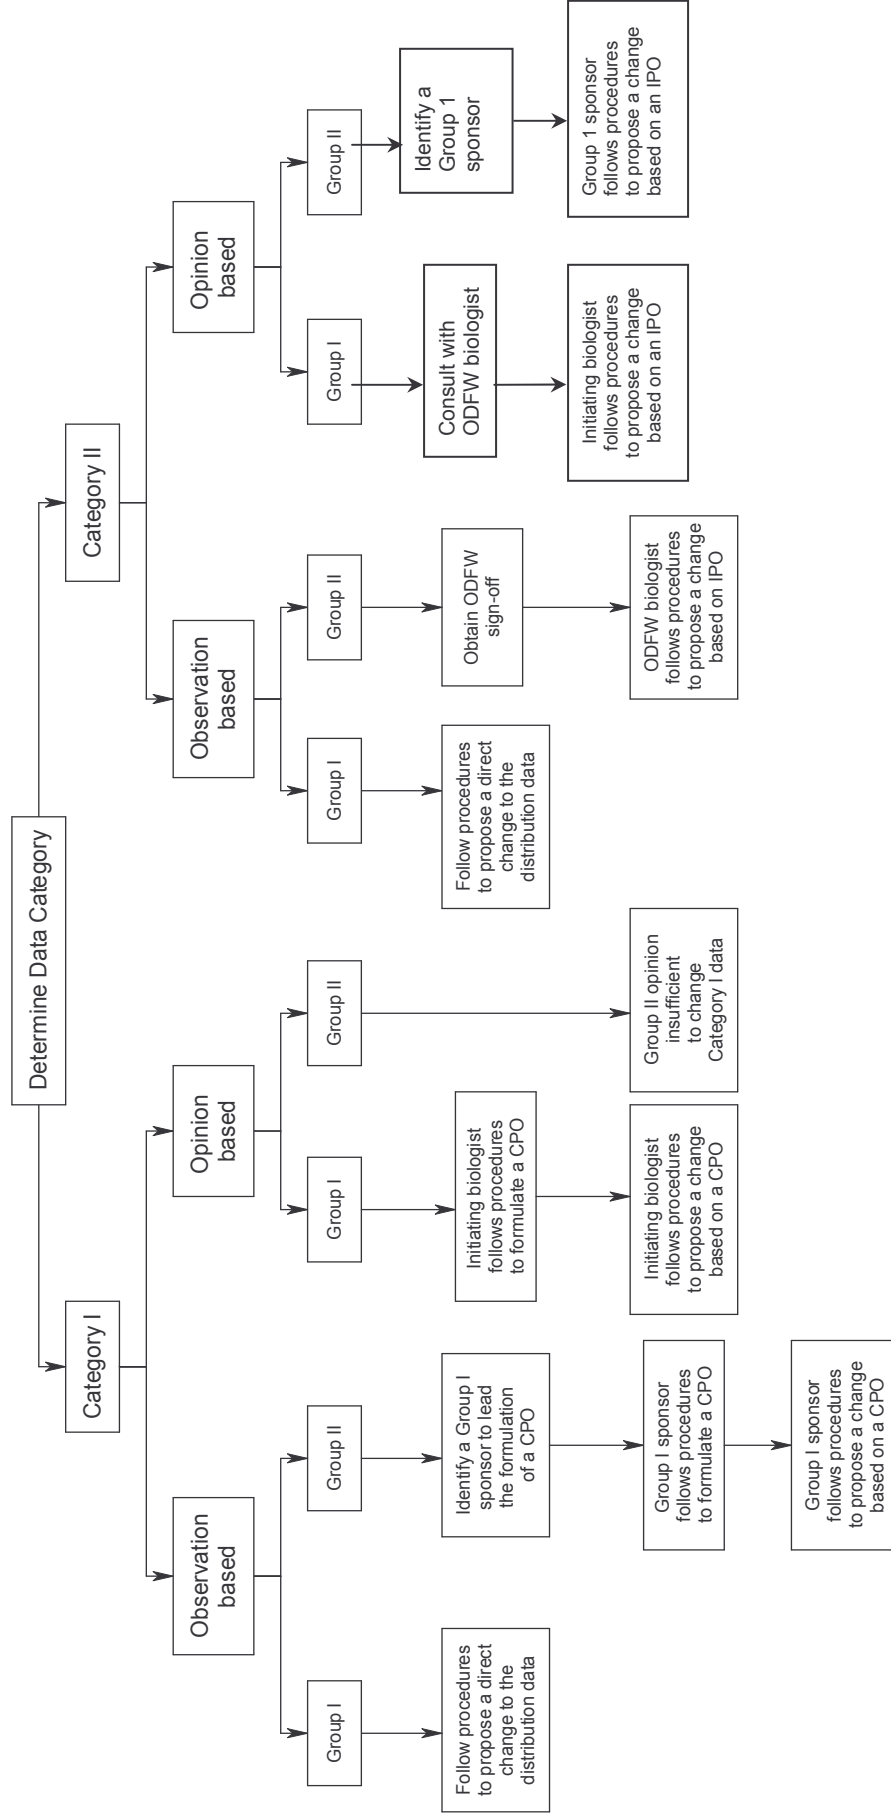 Determine Data Category
Category I
Category II
Observation
based
Opinion
based
Observation
based
Opinion
based
Group I
Group II
Group I
Group II
Group I
Group II
Group I
Group II
Follow procedures
to propose a direct
change to the
distribution data
Identify a Group I
sponsor to lead
the formulation
of a CPO
Group I sponsor
follows procedures
to formulate a CPO
Group I sponsor
follows procedures
to propose a change
based on a CPO
Initiating biologist
follows procedures
to formulate a CPO
Initiating biologist
follows procedures
to propose a change
based on a CPO
Group II opinion
insufficient
to change
Category I data
Follow procedures
to propose a direct
change to the
distribution data
Obtain ODFW
sign-off
ODFW biologist
follows procedures
to propose a change
based on IPO
Consult with
ODFW biologist
Initiating biologist
follows procedures
to propose a change
based on an IPO
Identify a
Group 1
sponsor
Group 1 sponsor
follows procedures
to propose a change
based on an IPO